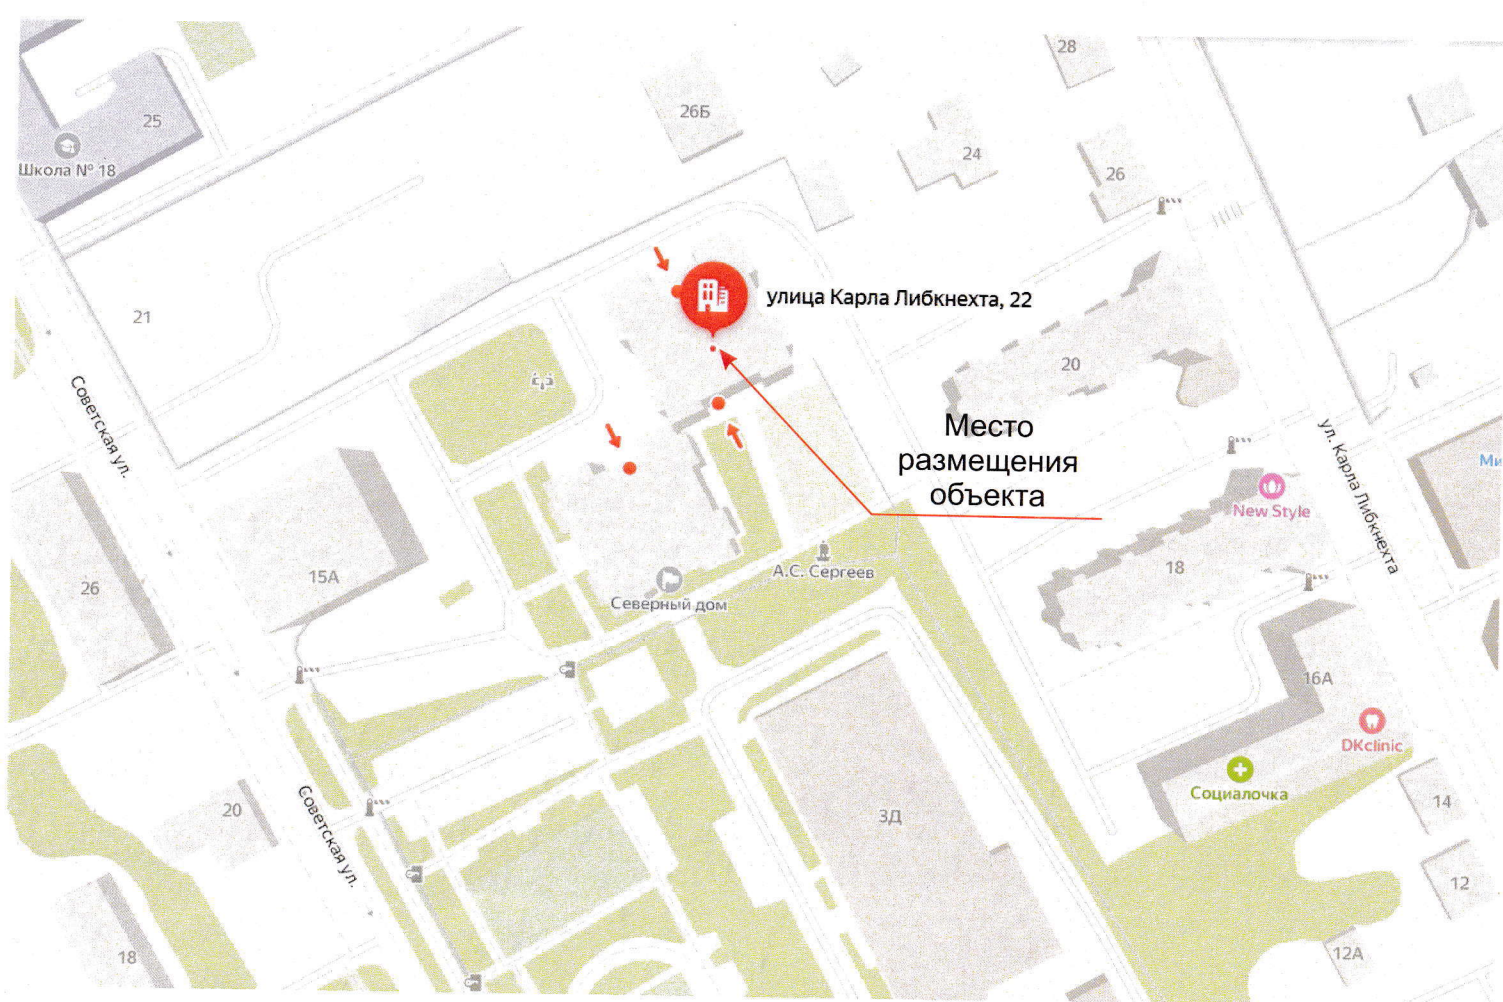 28
26Б
25
24
Школа № 18
26
улица Карла Либкнехта, 22
21
20
Советская ул.
Место
размещения
объекта
ул. Карла Либкнехта
Ми
New Style
18
А.С. Сергеев
15А
26
Северный дом
16А
DKclinic
Социалочка
14
20
3Д
Советская ул.
12
18
12А